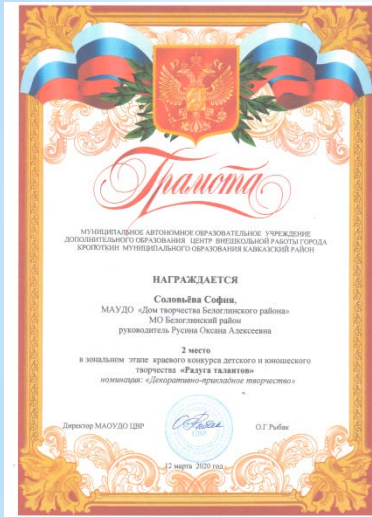 Грамота
МУНИЦИПАЛЬНОЕ АВТОНОМНОЕ ОБРАЗОВАТЕЛЬНОЕ УЧРЕЖДЕНИЕ
ДОПОЛНИТЕЛЬНОГО ОБРАЗОВАНИЯ ЦЕНТР ВНЕШКОЛЬНОЙ РАБОТЫ ГОРОДА
КРОПОТКИН МУНИЦИПАЛЬНОГО ОБРАЗОВАНИЯ КАВКАЗСКИЙ РАЙОН
НАГРАЖДАЕТСЯ
Соловьёва София,
МАУДО «Дом творчества Белоглинского района»
МО Белоглинский район
руководитель Русина Оксана Алексеевна
2 место
в зональном этапе краевого конкурса детского и юношеского
творчества «Радуга талантов»
номинация: «Декоративно-прикладное творчество»
Директор МАОУДО ЦВР О.Г.Рыбак
12 марта 2020 год